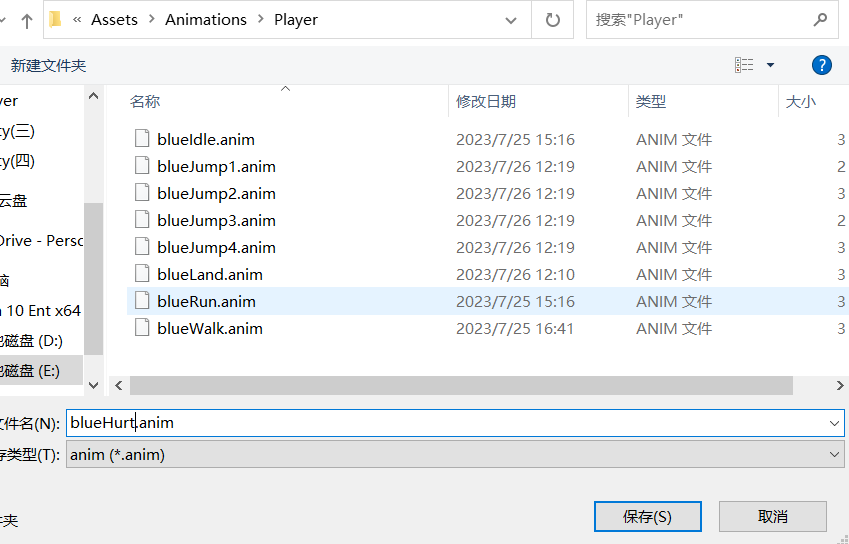 « Assets > Animations > Player
搜索"Player"
新建文件夹
?
名称 修改日期 类型 大小
blueIdle.anim 2023/7/25 15:16 ANIM 文件 3
blueJump1.anim 2023/7/26 12:19 ANIM 文件 2
blueJump2.anim 2023/7/26 12:19 ANIM 文件 3
blueJump3.anim 2023/7/26 12:19 ANIM 文件 2
blueJump4.anim 2023/7/26 12:19 ANIM 文件 3
blueLand.anim 2023/7/26 12:10 ANIM 文件 3
blueRun.anim 2023/7/25 15:16 ANIM 文件 3
blueWalk.anim 2023/7/25 16:41 ANIM 文件 3
yer
ty(三)
ty(四)
云盘
Drive - Perso
脑
n 10 Ent x64
磁盘 (D:)
磁盘 (E:)
文件名(N): blueHurt.anim
存类型(T): anim (*.anim)
件夹
保存(S) 取消